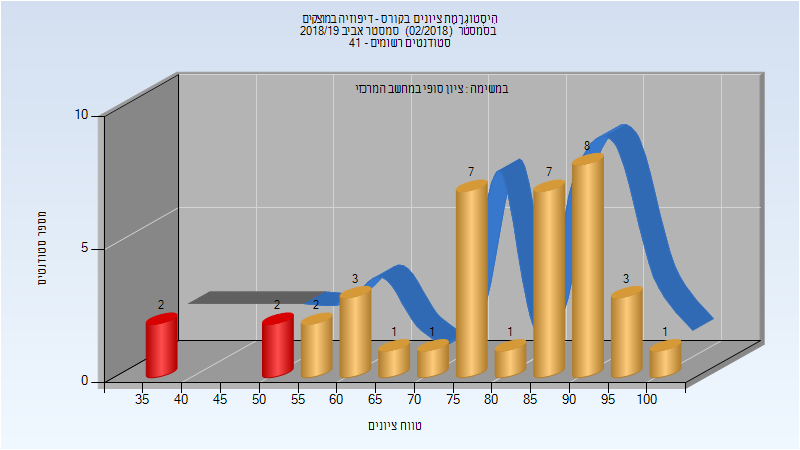 היסטוגרמת ציונים בקורס - דיפוזיה במוצקים
בסמסטר (02/2018) סמסטר אביב 2018/19
סטודנטים רשומים - 41
במשימה : ציון סופי במחשב המרכזי
מספר סטודנטים
10
5
0
2
2
2
3
1
1
7
1
7
8
3
1
35 40 45 50 55 60 65 70 75 80 85 90 95 100
טווח ציונים